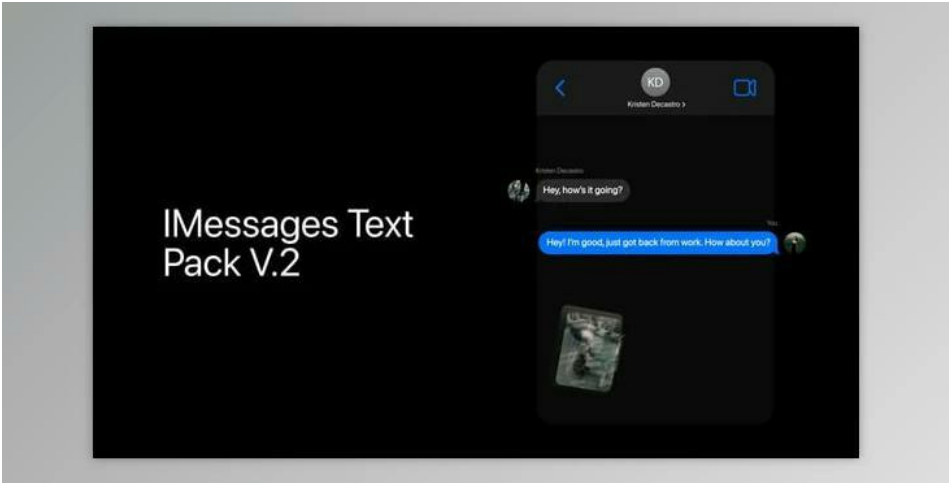 IMessages Text
Pack V.2
KD
Kristen Decastro >
Kristen Decastro
Hey, how's it going?
You
Hey! I'm good, just got back from work. How about you?